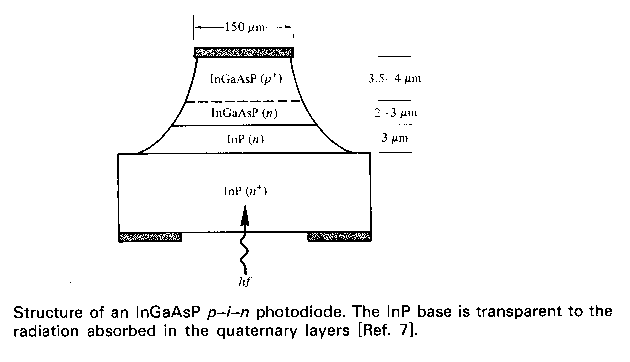 150 μm
InGaAsP (p⁺)
3.5- 4 μm
InGaAsP (n)
2 -3 μm
InP (n)
3 μm
InP (n⁺)
hf
Structure of an InGaAsP p–i–n photodiode. The InP base is transparent to the
radiation absorbed in the quaternary layers [Ref. 7].